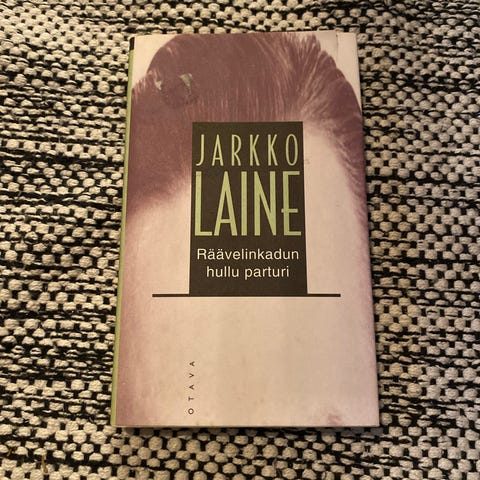 JARKKO
LAINE
Räävelinkadun
hullu parturi
OTAVA